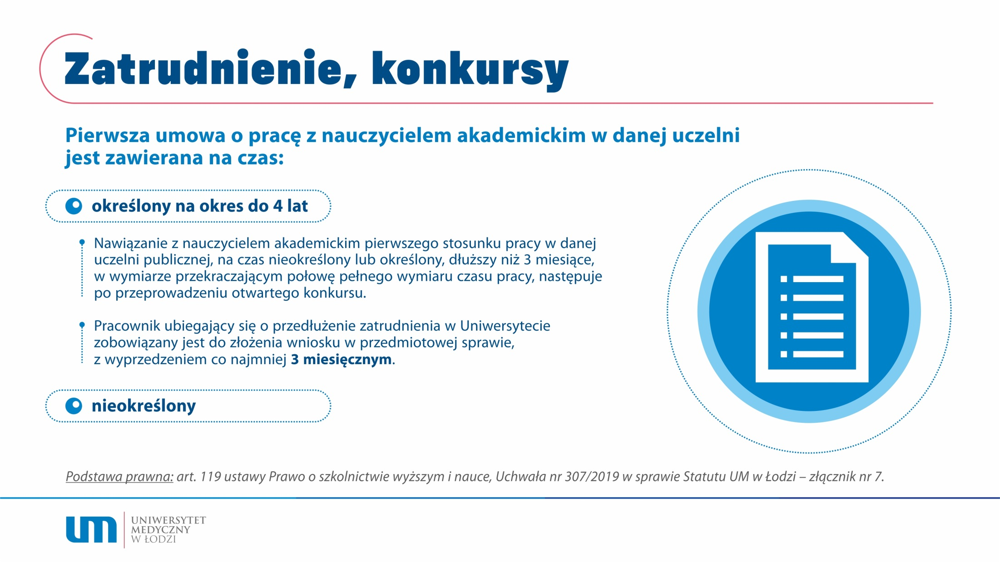 Zatrudnienie, konkursy
Pierwsza umowa o pracę z nauczycielem akademickim w danej uczelni
jest zawierana na czas:
określony na okres do 4 lat
Nawiązanie z nauczycielem akademickim pierwszego stosunku pracy w danej
uczelni publicznej, na czas nieokreślony lub określony, dłuższy niż 3 miesiące,
w wymiarze przekraczającym połowę pełnego wymiaru czasu pracy, następuje
po przeprowadzeniu otwartego konkursu.
Pracownik ubiegający się o przedłużenie zatrudnienia w Uniwersytecie
zobowiązany jest do złożenia wniosku w przedmiotowej sprawie,
z wyprzedzeniem co najmniej 3 miesięcznym.
nieokreślony
Podstawa prawna: art. 119 ustawy Prawo o szkolnictwie wyższym i nauce, Uchwała nr 307/2019 w sprawie Statutu UM w Łodzi – złącznik nr 7.
um
UNIWERSYTET
MEDYCZNY
W ŁODZI